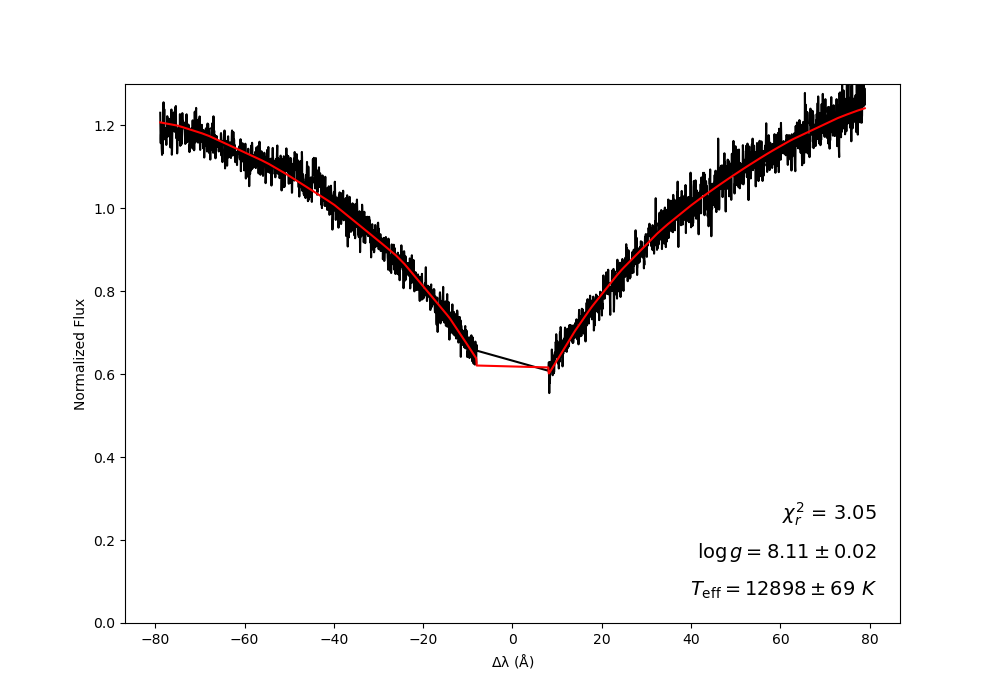 1.2
1.0
0.8
0.6
0.4
0.2
0.0
Normalized Flux
χ²ᵣ = 3.05
log g = 8.11 ± 0.02
T_eff = 12898 ± 69 K
−80 −60 −40 −20 0 20 40 60 80
Δλ (Å)